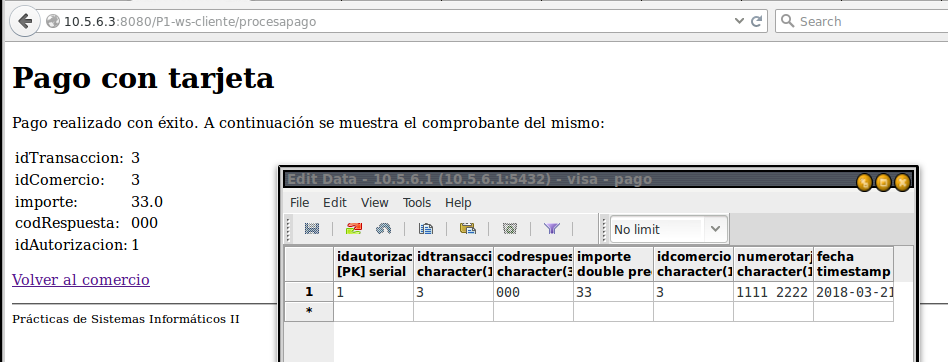 10.5.6.3:8080/P1-ws-cliente/procesapago
Search
Pago con tarjeta
Pago realizado con éxito. A continuación se muestra el comprobante del mismo:
idTransaccion: 3
idComercio: 3
importe: 33.0
codRespuesta: 000
idAutorizacion: 1
Volver al comercio
Prácticas de Sistemas Informáticos II
Edit Data - 10.5.6.1 (10.5.6.1:5432) - visa - pago
File Edit View Tools Help
No limit
idautorizac idtransacci codrespues importe idcomercio numerotarj fecha
[PK] serial character(1 character(3 double prec character(1 character(1 timestamp
1 1 3 000 33 3 1111 2222 2018-03-21
*